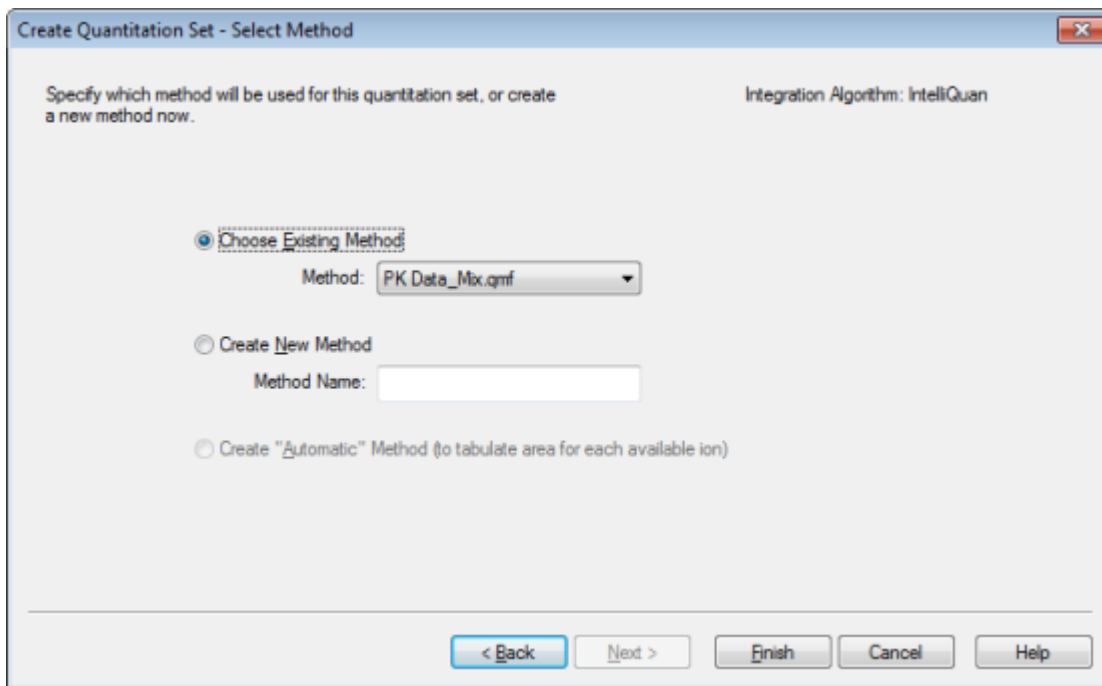 Create Quantitation Set - Select Method
Specify which method will be used for this quantitation set, or create
a new method now.
Integration Algorithm: IntelliQuan
Choose Existing Method
Method: PK Data_Mix.qmf
Create New Method
Method Name:
Create "Automatic" Method (to tabulate area for each available ion)
< Back Next > Finish Cancel Help